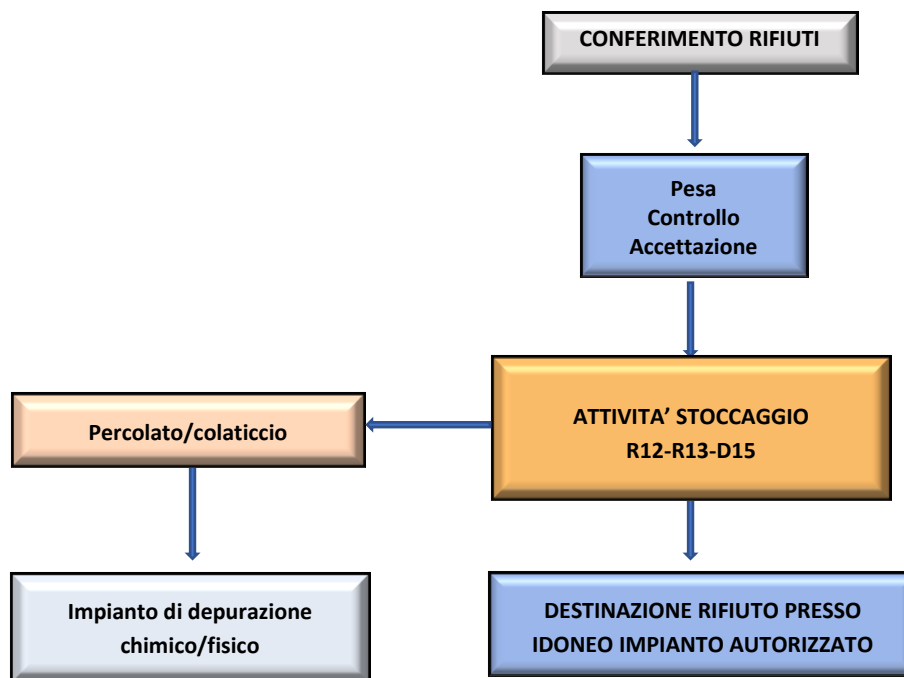 CONFERIMENTO RIFIUTI
Pesa
Controllo
Accettazione
ATTIVITA’ STOCCAGGIO
R12-R13-D15
Percolato/colaticcio
Impianto di depurazione
chimico/fisico
DESTINAZIONE RIFIUTO PRESSO
IDONEO IMPIANTO AUTORIZZATO